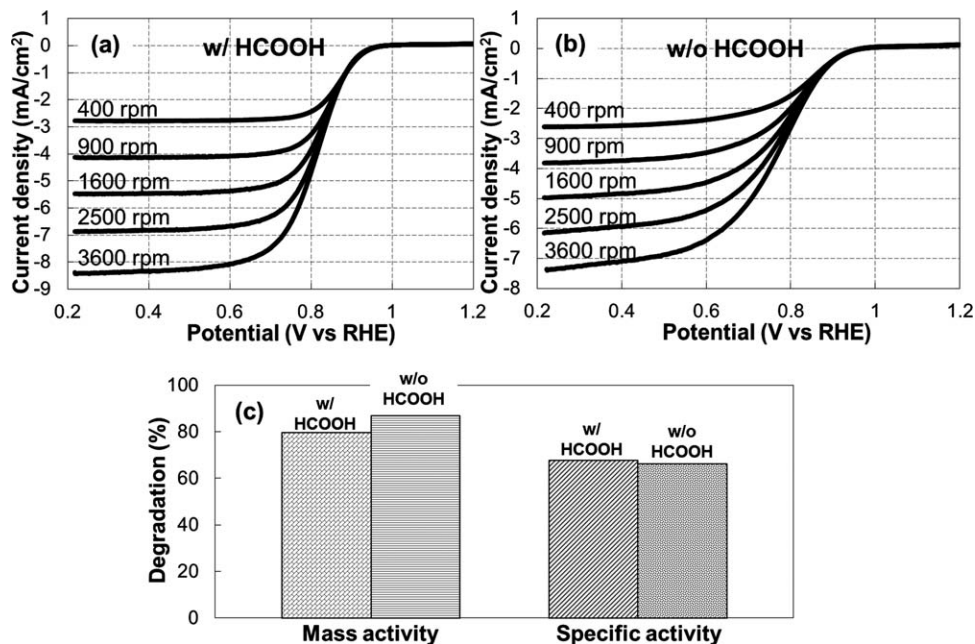 (a)
w/ HCOOH
Current density (mA/cm²)
1
0
-1
-2
-3
-4
-5
-6
-7
-8
-9
400 rpm
900 rpm
1600 rpm
2500 rpm
3600 rpm
0.2 0.4 0.6 0.8 1 1.2
Potential (V vs RHE)
(b)
w/o HCOOH
Current density (mA/cm²)
1
0
-1
-2
-3
-4
-5
-6
-7
-8
400 rpm
900 rpm
1600 rpm
2500 rpm
3600 rpm
0.2 0.4 0.6 0.8 1 1.2
Potential (V vs RHE)
(c)
Degradation (%)
100
80
60
40
20
0
w/
HCOOH
w/o
HCOOH
w/
HCOOH
w/o
HCOOH
Mass activity
Specific activity